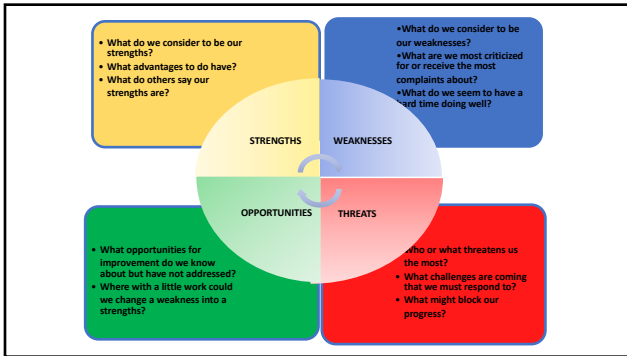 • What do we consider to be our
strengths?
• What advantages to do have?
• What do others say our
strengths are?
•What do we consider to be
our weaknesses?
•What are we most criticized
for or receive the most
complaints about?
•What do we seem to have a
hard time doing well?
STRENGTHS
WEAKNESSES
OPPORTUNITIES
THREATS
• What opportunities for
improvement do we know
about but have not addressed?
• Where with a little work could
we change a weakness into a
strengths?
• Who or what threatens us
the most?
• What challenges are coming
that we must respond to?
• What might block our
progress?